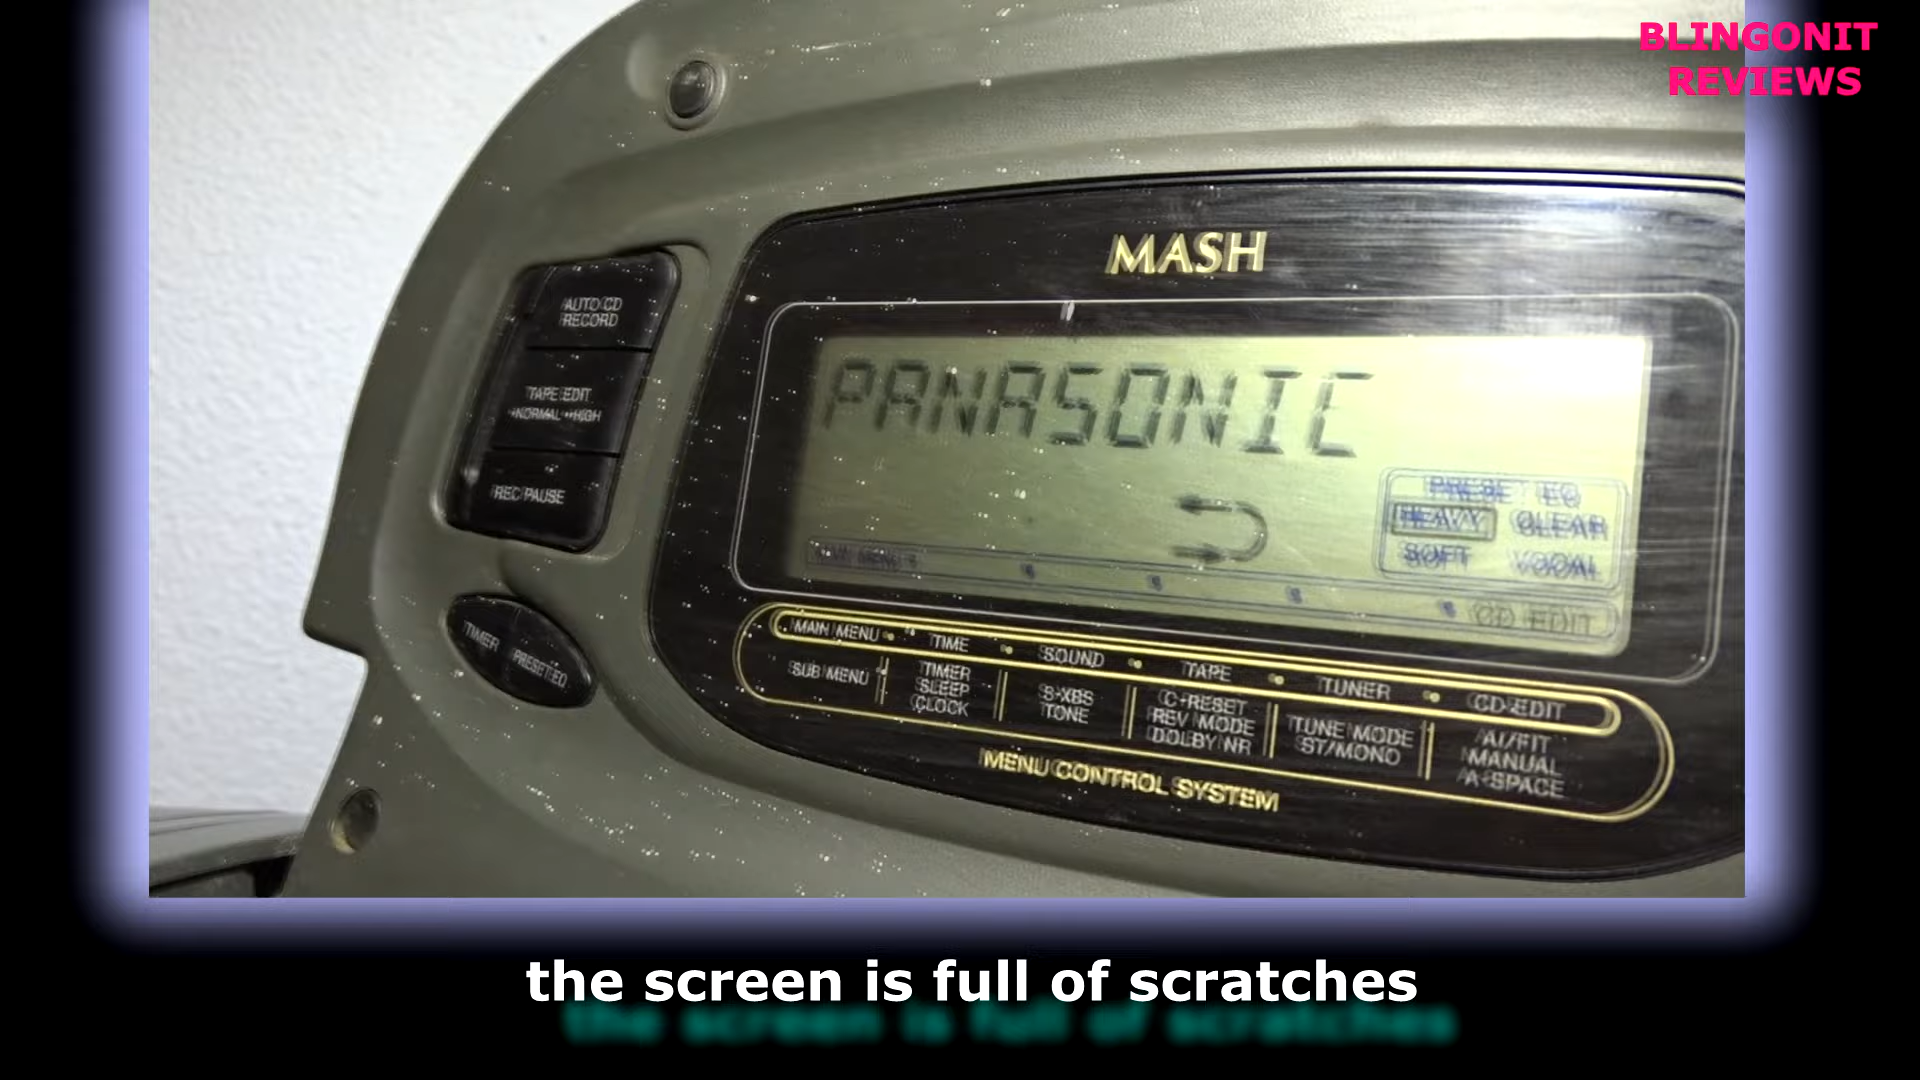 BLINGONIT
REVIEWS
MASH
AUTO CD
RECORD
TAPE EDIT
•NORMAL ••HIGH
REC PAUSE
TIMER
PRESET EQ
PANASONIC
PRESET EQ
HEAVY CLEAR
SOFT VOCAL
MAIN MENU
CD EDIT
MAIN MENU • TIME • SOUND • TAPE • TUNER • CD-EDIT
SUB MENU
TIMER
SLEEP
CLOCK
S-XBS
TONE
C-RESET
REV MODE
DOLBY NR
TUNE MODE
ST/MONO
AI/FIT
MANUAL
A-SPACE
MENU CONTROL SYSTEM
the screen is full of scratches